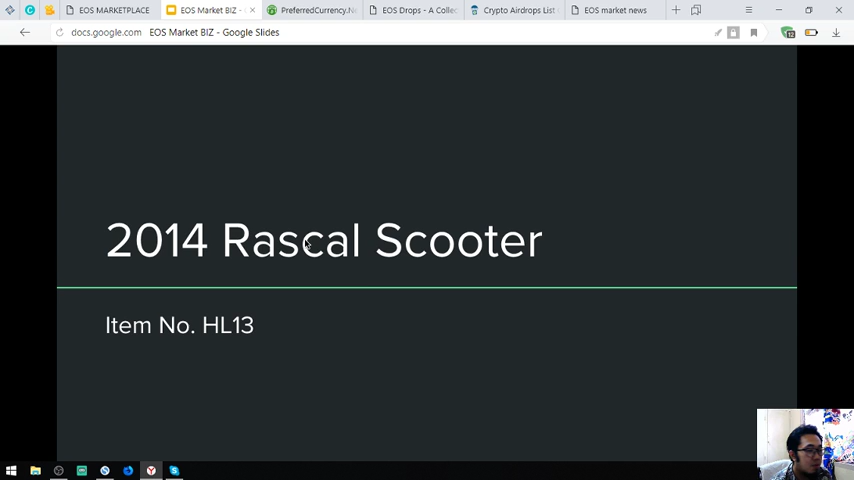 EOS MARKETPLACE
EOS Market BIZ -
PreferredCurrency.N
EOS Drops - A Collec
Crypto Airdrops List
EOS market news
docs.google.com EOS Market BIZ - Google Slides
12
2014 Rascal Scooter
Item No. HL13